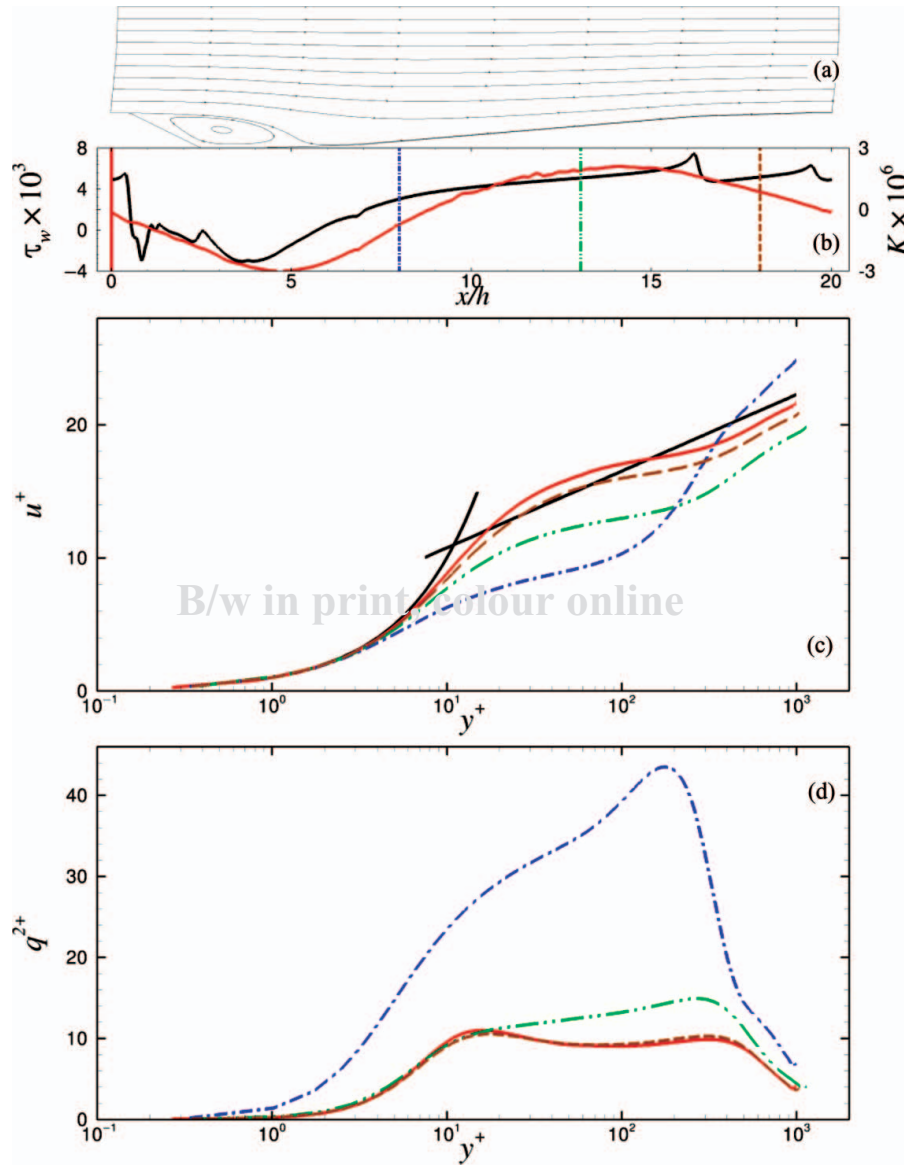 (a)
8
4
0
−4
τw × 10³
3
0
−3
K × 10⁶
(b)
0 5 10 15 20
x/h
20
10
0
u⁺
B/w in print, colour online
(c)
10⁻¹ 10⁰ 10¹ 10² 10³
y⁺
40
30
20
10
0
q²⁺
(d)
10⁻¹ 10⁰ 10¹ 10² 10³
y⁺